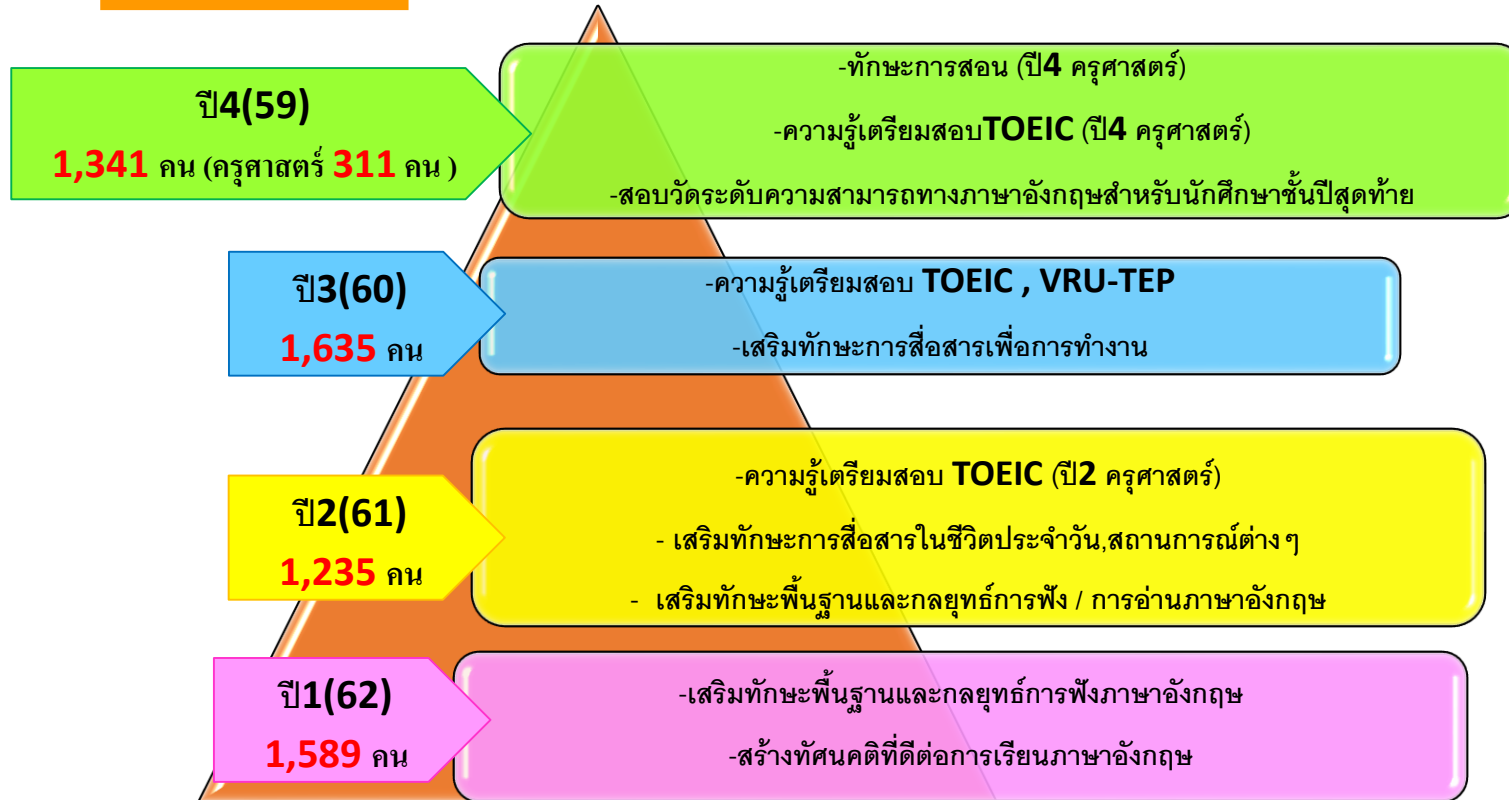 ปี4(59)
1,341 คน (ครุศาสตร์ 311 คน )
-ทักษะการสอน (ปี4 ครุศาสตร์)
-ความรู้เตรียมสอบTOEIC (ปี4 ครุศาสตร์)
-สอบวัดระดับความสามารถทางภาษาอังกฤษสำหรับนักศึกษาชั้นปีสุดท้าย
ปี3(60)
1,635 คน
-ความรู้เตรียมสอบ TOEIC , VRU-TEP
-เสริมทักษะการสื่อสารเพื่อการทำงาน
ปี2(61)
1,235 คน
-ความรู้เตรียมสอบ TOEIC (ปี2 ครุศาสตร์)
- เสริมทักษะการสื่อสารในชีวิตประจำวัน,สถานการณ์ต่างๆ
- เสริมทักษะพื้นฐานและกลยุทธ์การฟัง / การอ่านภาษาอังกฤษ
ปี1(62)
1,589 คน
-เสริมทักษะพื้นฐานและกลยุทธ์การฟังภาษาอังกฤษ
-สร้างทัศนคติที่ดีต่อการเรียนภาษาอังกฤษ